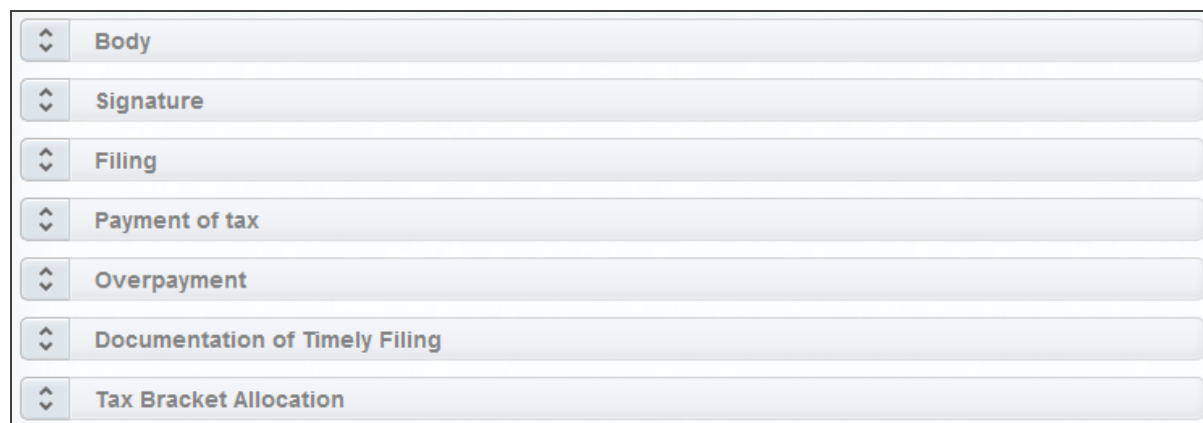 Body
Signature
Filing
Payment of tax
Overpayment
Documentation of Timely Filing
Tax Bracket Allocation